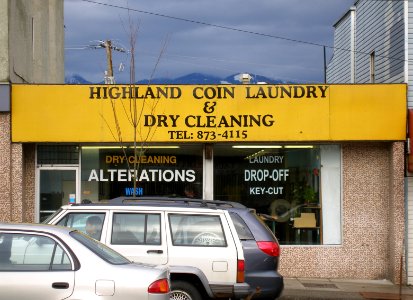 HIGHLAND COIN LAUNDRY
&
DRY CLEANING
TEL: 873-4115
DRY CLEANING
ALTERATIONS
WASH
LAUNDRY
DROP-OFF
KEY-CUT